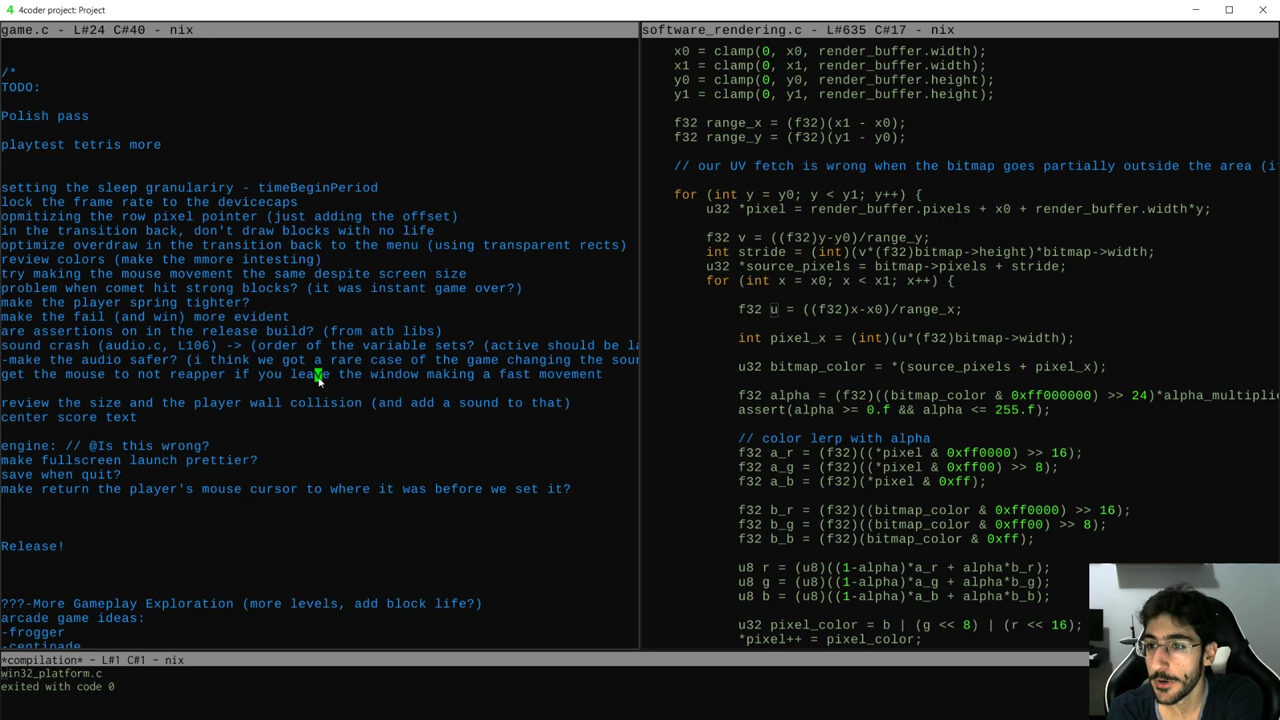 4coder project: Project
game.c - L#24 C#40 - nix
/*
TODO:
Polish pass
playtest tetris more
setting the sleep granulariry - timeBeginPeriod
lock the frame rate to the devicecaps
opmitizing the row pixel pointer (just adding the offset)
in the transition back, don't draw blocks with no life
optimize overdraw in the transition back to the menu (using transparent rects)
review colors (make the mmore intesting)
try making the mouse movement the same despite screen size
problem when comet hit strong blocks? (it was instant game over?)
make the player spring tighter?
make the fail (and win) more evident
are assertions on in the release build? (from atb libs)
sound crash (audio.c, L106) -> (order of the variable sets? (active should be la
-make the audio safer? (i think we got a rare case of the game changing the soun
get the mouse to not reapper if you leave the window making a fast movement
review the size and the player wall collision (and add a sound to that)
center score text
engine: // @Is this wrong?
make fullscreen launch prettier?
save when quit?
make return the player's mouse cursor to where it was before we set it?
Release!
???-More Gameplay Exploration (more levels, add block life?)
arcade game ideas:
-frogger
-centipade
software_rendering.c - L#635 C#17 - nix
x0 = clamp(0, x0, render_buffer.width);
x1 = clamp(0, x1, render_buffer.width);
y0 = clamp(0, y0, render_buffer.height);
y1 = clamp(0, y1, render_buffer.height);
f32 range_x = (f32)(x1 - x0);
f32 range_y = (f32)(y1 - y0);
// our UV fetch is wrong when the bitmap goes partially outside the area (i
for (int y = y0; y < y1; y++) {
u32 *pixel = render_buffer.pixels + x0 + render_buffer.width*y;
f32 v = ((f32)y-y0)/range_y;
int stride = (int)(v*(f32)bitmap->height)*bitmap->width;
u32 *source_pixels = bitmap->pixels + stride;
for (int x = x0; x < x1; x++) {
f32 u = ((f32)x-x0)/range_x;
int pixel_x = (int)(u*(f32)bitmap->width);
u32 bitmap_color = *(source_pixels + pixel_x);
f32 alpha = (f32)((bitmap_color & 0xff000000) >> 24)*alpha_multiplie
assert(alpha >= 0.f && alpha <= 255.f);
// color lerp with alpha
f32 a_r = (f32)((*pixel & 0xff0000) >> 16);
f32 a_g = (f32)((*pixel & 0xff00) >> 8);
f32 a_b = (f32)(*pixel & 0xff);
f32 b_r = (f32)((bitmap_color & 0xff0000) >> 16);
f32 b_g = (f32)((bitmap_color & 0xff00) >> 8);
f32 b_b = (f32)(bitmap_color & 0xff);
u8 r = (u8)((1-alpha)*a_r + alpha*b_r);
u8 g = (u8)((1-alpha)*a_g + alpha*b_g);
u8 b = (u8)((1-alpha)*a_b + alpha*b_b);
u32 pixel_color = b | (g << 8) | (r << 16);
*pixel++ = pixel_color;
*compilation* - L#1 C#1 - nix
win32_platform.c
exited with code 0